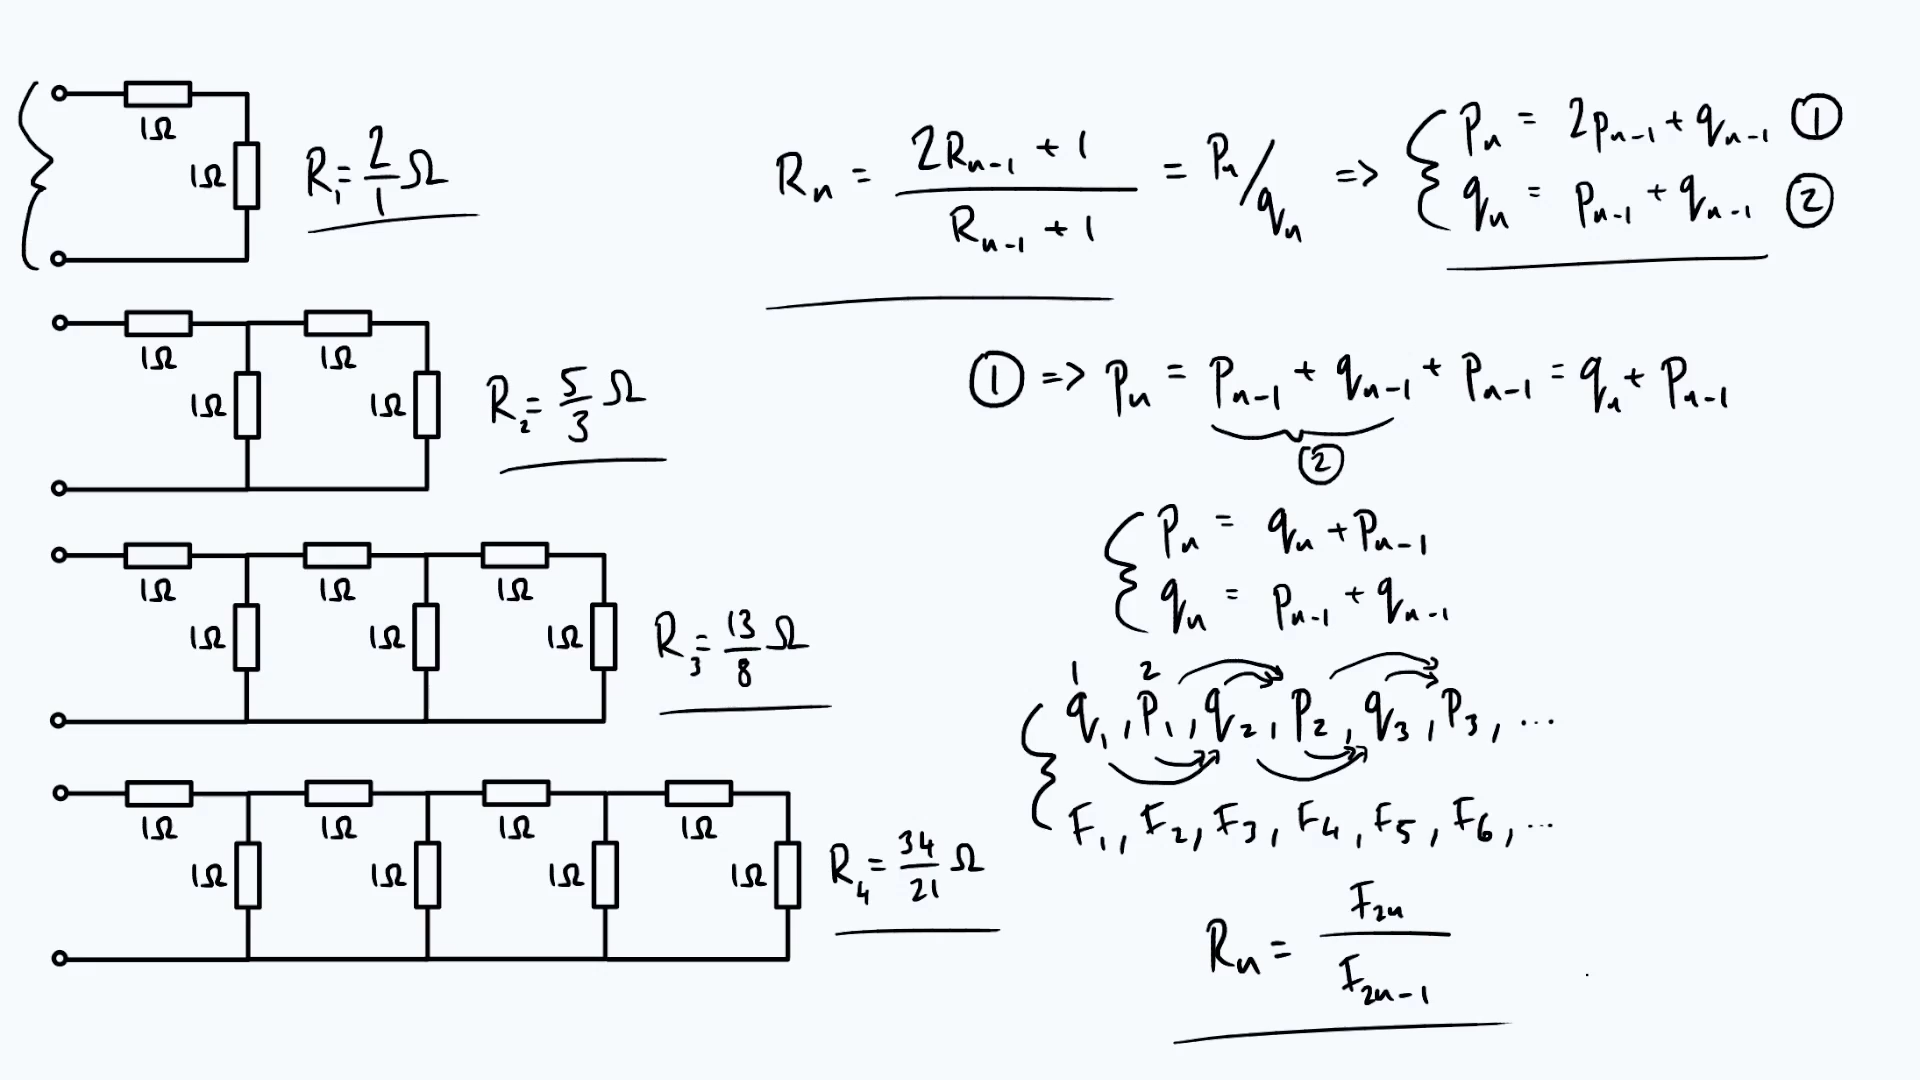 1Ω
1Ω
R₁ = 2/1 Ω
1Ω 1Ω
1Ω 1Ω
R₂ = 5/3 Ω
1Ω 1Ω 1Ω
1Ω 1Ω 1Ω
R₃ = 13/8 Ω
1Ω 1Ω 1Ω 1Ω
1Ω 1Ω 1Ω 1Ω
R₄ = 34/21 Ω
Rₙ = (2Rₙ₋₁ + 1)/(Rₙ₋₁ + 1) = pₙ/qₙ => { pₙ = 2pₙ₋₁ + qₙ₋₁ ①
qₙ = pₙ₋₁ + qₙ₋₁ ②
① => pₙ = pₙ₋₁ + qₙ₋₁ + pₙ₋₁ = qₙ + pₙ₋₁
②
{ pₙ = qₙ + pₙ₋₁
qₙ = pₙ₋₁ + qₙ₋₁
1 2
{ q₁, p₁, q₂, p₂, q₃, p₃, ...
F₁, F₂, F₃, F₄, F₅, F₆, ...
Rₙ = F₂ₙ/F₂ₙ₋₁